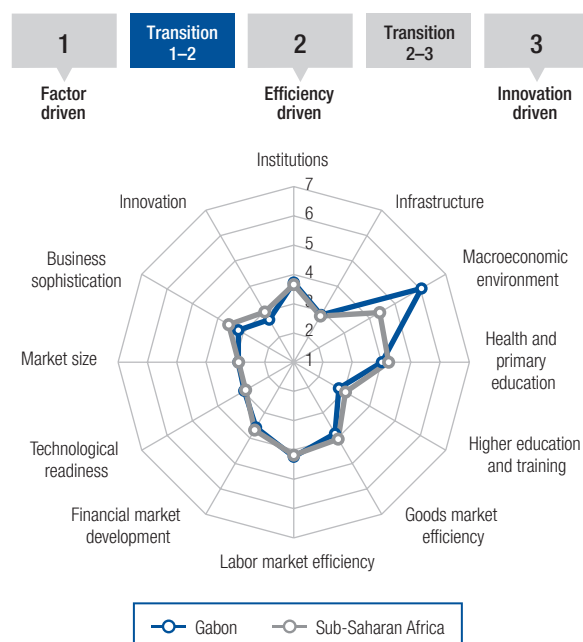 1
Transition
1–2
2
Transition
2–3
3
Factor
driven
Efficiency
driven
Innovation
driven
Institutions
Infrastructure
Macroeconomic
environment
Health and
primary
education
Higher education
and training
Goods market
efficiency
Labor market efficiency
Financial market
development
Technological
readiness
Market size
Business
sophistication
Innovation
7
6
5
4
3
2
1
Gabon
Sub-Saharan Africa